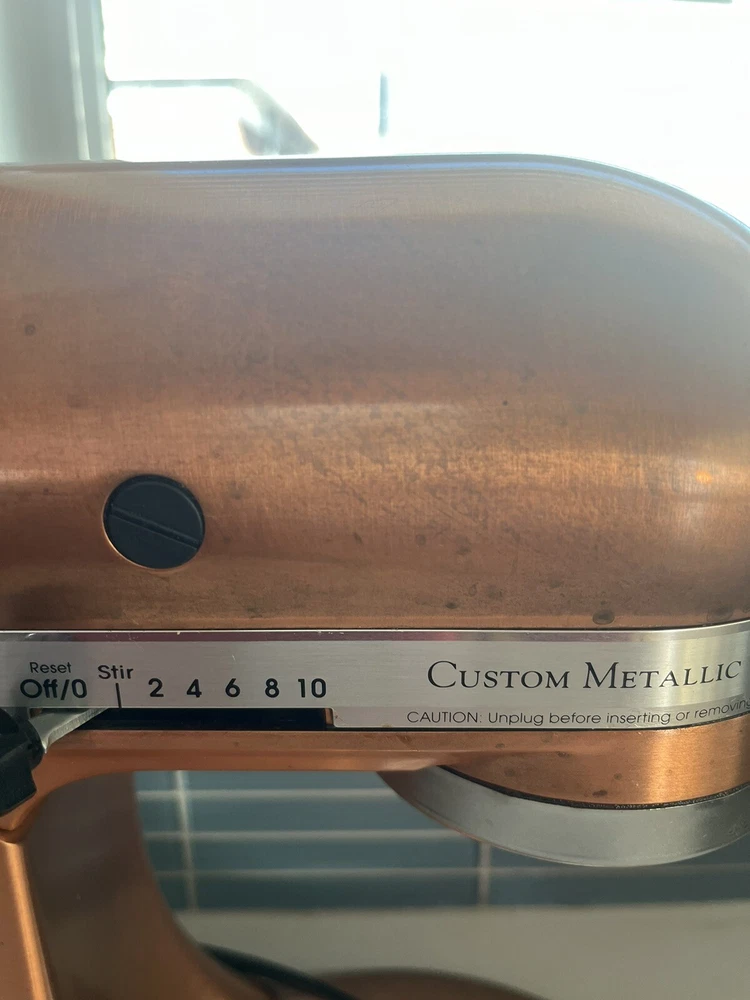 Reset
Off/0 Stir 2 4 6 8 10
CUSTOM METALLIC
CAUTION: Unplug before inserting or removing